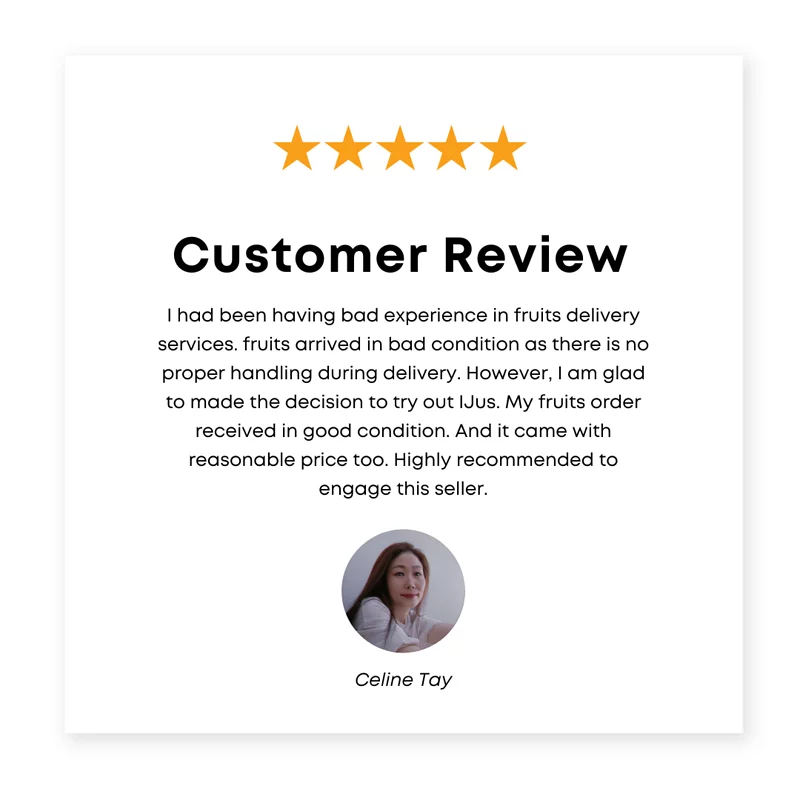 Customer Review
I had been having bad experience in fruits delivery
services. fruits arrived in bad condition as there is no
proper handling during delivery. However, I am glad
to made the decision to try out IJus. My fruits order
received in good condition. And it came with
reasonable price too. Highly recommended to
engage this seller.
Celine Tay